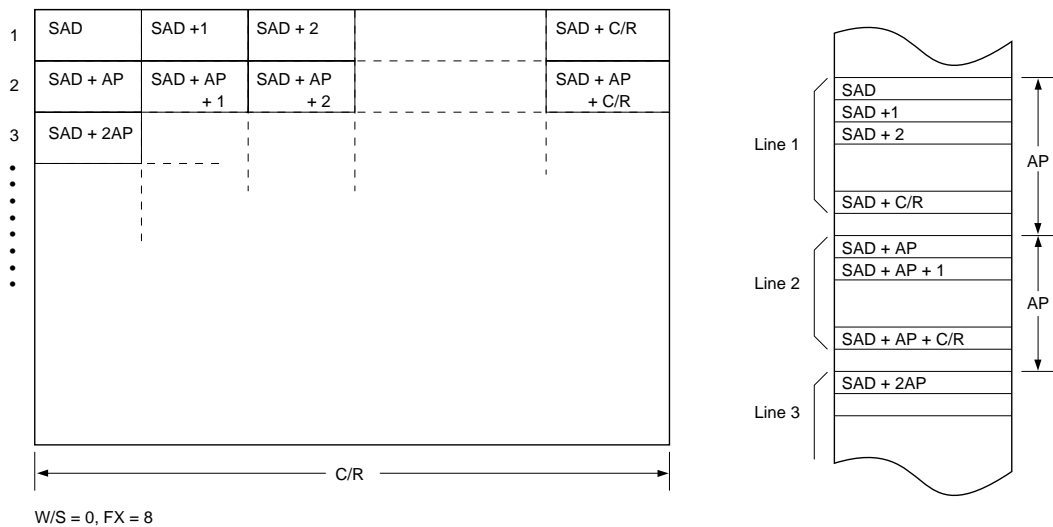 1 SAD SAD +1 SAD + 2 SAD + C/R
2 SAD + AP SAD + AP + 1 SAD + AP + 2 SAD + AP + C/R
3 SAD + 2AP
C/R
W/S = 0, FX = 8
Line 1
SAD
SAD +1
SAD + 2
SAD + C/R
AP
Line 2
SAD + AP
SAD + AP + 1
SAD + AP + C/R
AP
Line 3
SAD + 2AP